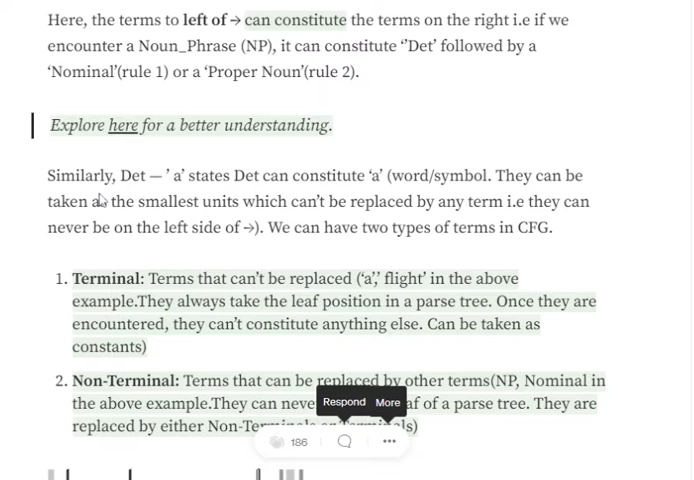 Here, the terms to left of → can constitute the terms on the right i.e if we
encounter a Noun_Phrase (NP), it can constitute ‘'Det’ followed by a
‘Nominal’(rule 1) or a ‘Proper Noun’(rule 2).
Explore here for a better understanding.
Similarly, Det — ’ a’ states Det can constitute ‘a’ (word/symbol. They can be
taken as the smallest units which can’t be replaced by any term i.e they can
never be on the left side of →). We can have two types of terms in CFG.
1. Terminal: Terms that can’t be replaced (‘a’,’ flight’ in the above
example.They always take the leaf position in a parse tree. Once they are
encountered, they can’t constitute anything else. Can be taken as
constants)
2. Non-Terminal: Terms that can be replaced by other terms(NP, Nominal in
Respond More
the above example.They can neve af of a parse tree. They are
replaced by either Non-Ter s)
186